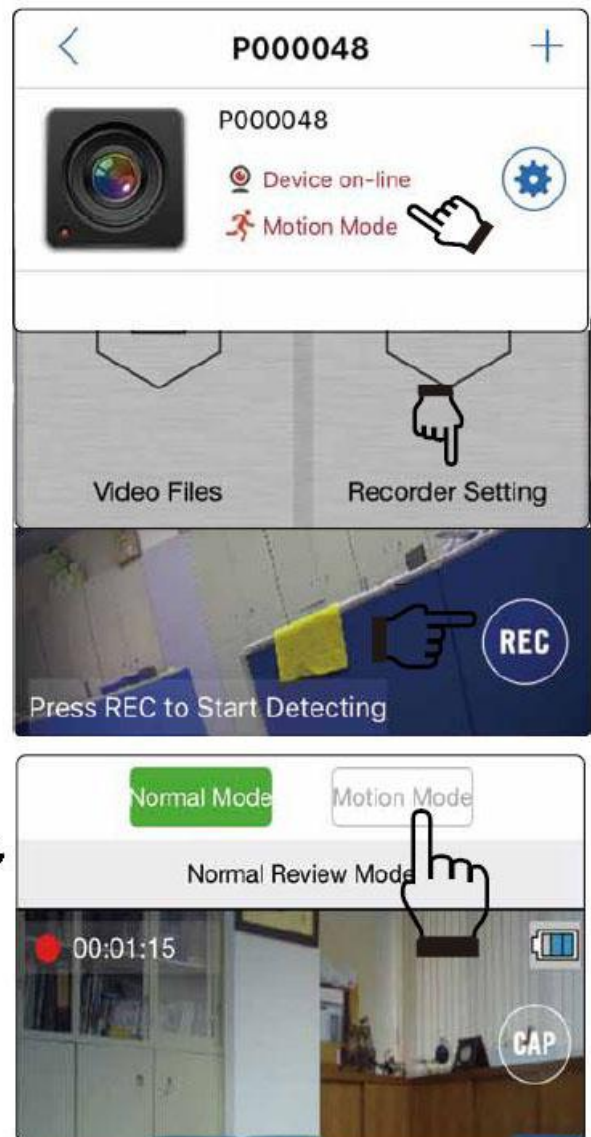 P000048
P000048
Device on-line
Motion Mode
Video Files Recorder Setting
REC
Press REC to Start Detecting
Normal Mode Motion Mode
Normal Review Mode
00:01:15
CAP